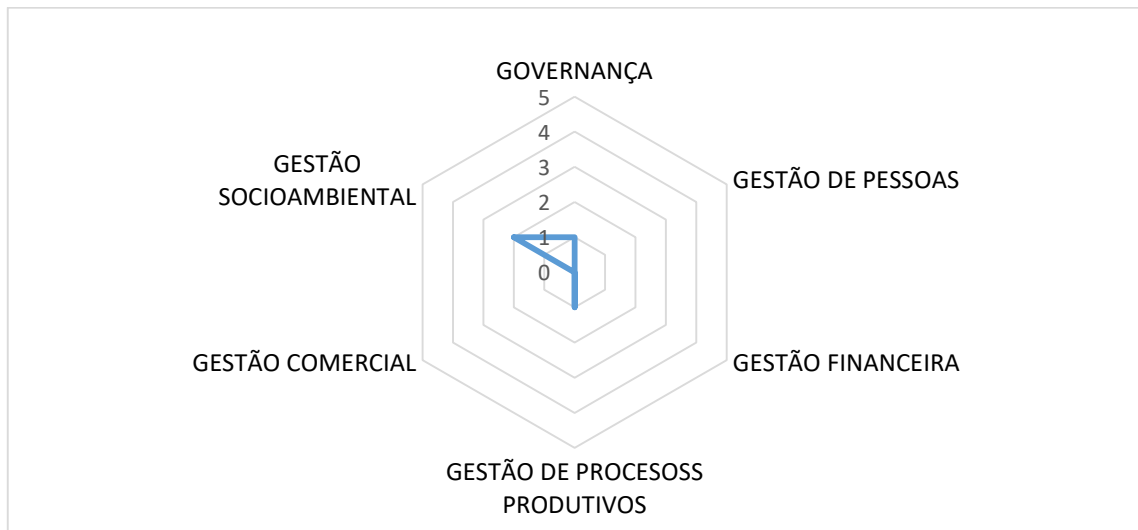 GOVERNANÇA
5
4
3
2
1
0
GESTÃO DE PESSOAS
GESTÃO FINANCEIRA
GESTÃO DE PROCESOSS
PRODUTIVOS
GESTÃO COMERCIAL
GESTÃO
SOCIOAMBIENTAL